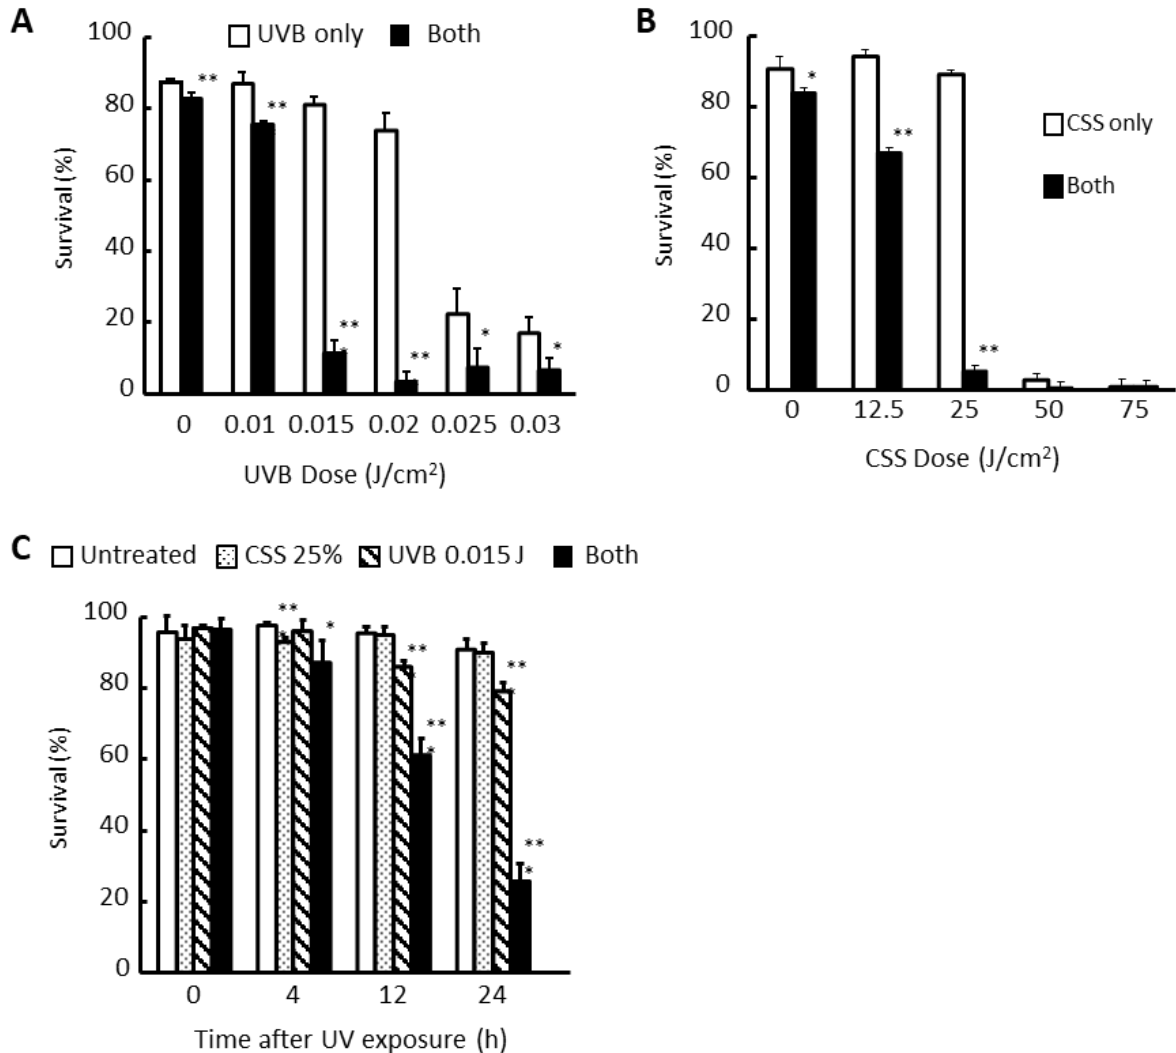 A
UVB only Both
100
80
60
40
20
0
Survival (%)
**
**
**
*
**
*
*
0 0.01 0.015 0.02 0.025 0.03
UVB Dose (J/cm²)
B
100
80
60
40
20
0
Survival (%)
*
**
**
CSS only
Both
0 12.5 25 50 75
CSS Dose (J/cm²)
C
Untreated CSS 25% UVB 0.015 J Both
100
80
60
40
20
0
Survival (%)
**
*
*
**
*
**
*
**
*
**
*
0 4 12 24
Time after UV exposure (h)